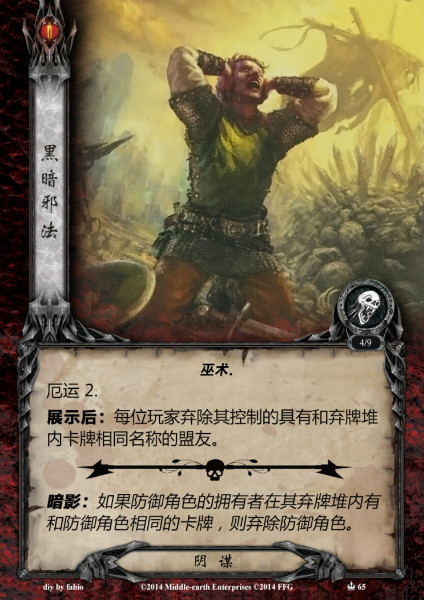 黑暗邪法
4/9
巫术.
厄运 2.
展示后：每位玩家弃除其控制的具有和弃牌堆
内卡牌相同名称的盟友。
暗影：如果防御角色的拥有者在其弃牌堆内有
和防御角色相同的卡牌，则弃除防御角色。
阴谋
diy by fabio ©2014 Middle-earth Enterprises ©2014 FFG 65